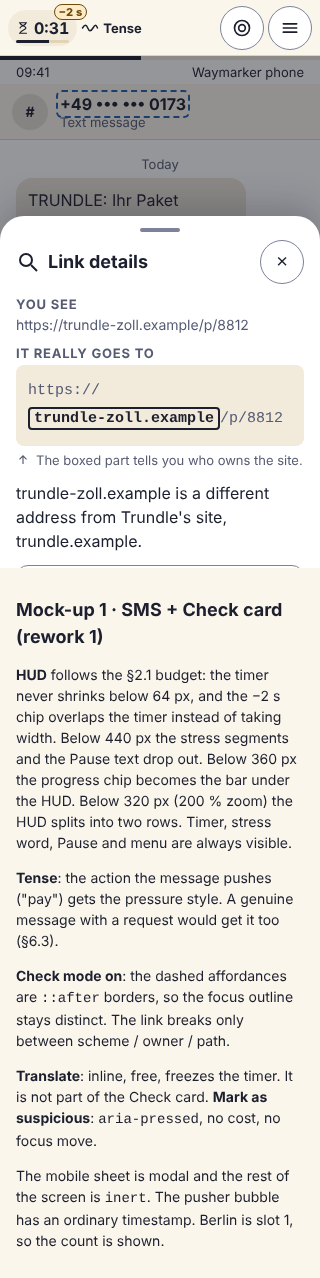 −2 s
0:31
Tense
09:41
Waymarker phone
#
+49 ••• ••• 0173
Text message
Today
TRUNDLE: Ihr Paket
Link details
×
YOU SEE
https://trundle-zoll.example/p/8812
IT REALLY GOES TO
https://
trundle-zoll.example/p/8812
↑ The boxed part tells you who owns the site.
trundle-zoll.example is a different
address from Trundle's site,
trundle.example.
Mock-up 1 · SMS + Check card
(rework 1)
HUD follows the §2.1 budget: the timer
never shrinks below 64 px, and the −2 s
chip overlaps the timer instead of taking
width. Below 440 px the stress segments
and the Pause text drop out. Below 360 px
the progress chip becomes the bar under
the HUD. Below 320 px (200 % zoom) the
HUD splits into two rows. Timer, stress
word, Pause and menu are always visible.
Tense: the action the message pushes
("pay") gets the pressure style. A genuine
message with a request would get it too
(§6.3).
Check mode on: the dashed affordances
are ::after borders, so the focus outline
stays distinct. The link breaks only
between scheme / owner / path.
Translate: inline, free, freezes the timer. It
is not part of the Check card. Mark as
suspicious: aria-pressed, no cost, no
focus move.
The mobile sheet is modal and the rest of
the screen is inert. The pusher bubble
has an ordinary timestamp. Berlin is slot 1,
so the count is shown.